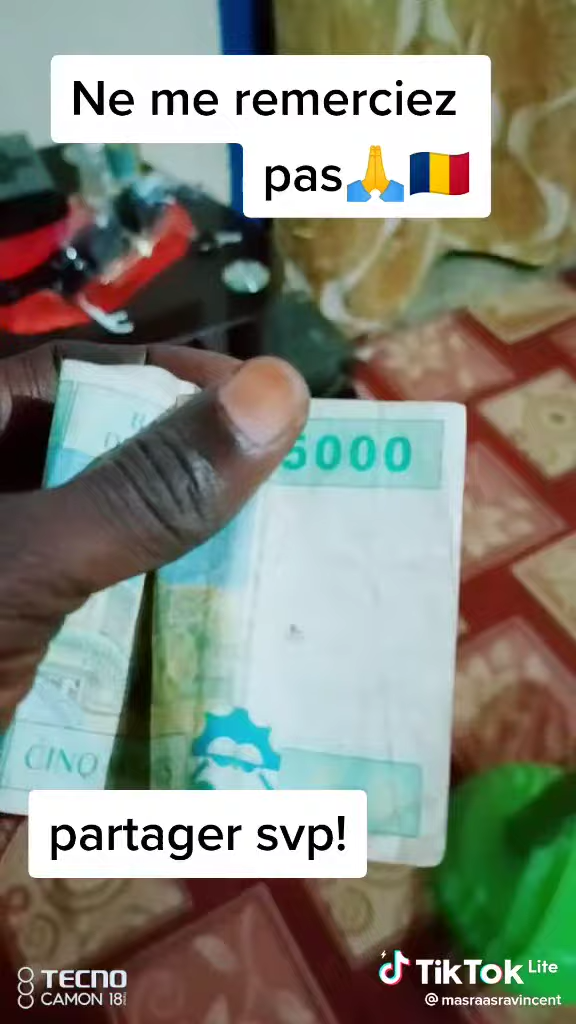 Ne me remerciez
pas🙏🇹🇩
5000
CINQ
partager svp!
TECNO
CAMON 18
TikTok Lite
@masraasravincent